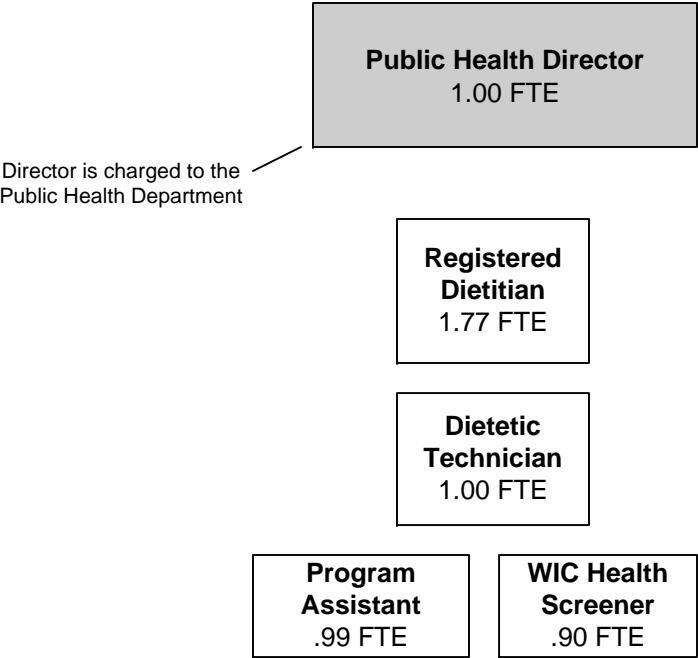 Public Health Director
1.00 FTE
Director is charged to the
Public Health Department
Registered
Dietitian
1.77 FTE
Dietetic
Technician
1.00 FTE
Program
Assistant
.99 FTE
WIC Health
Screener
.90 FTE